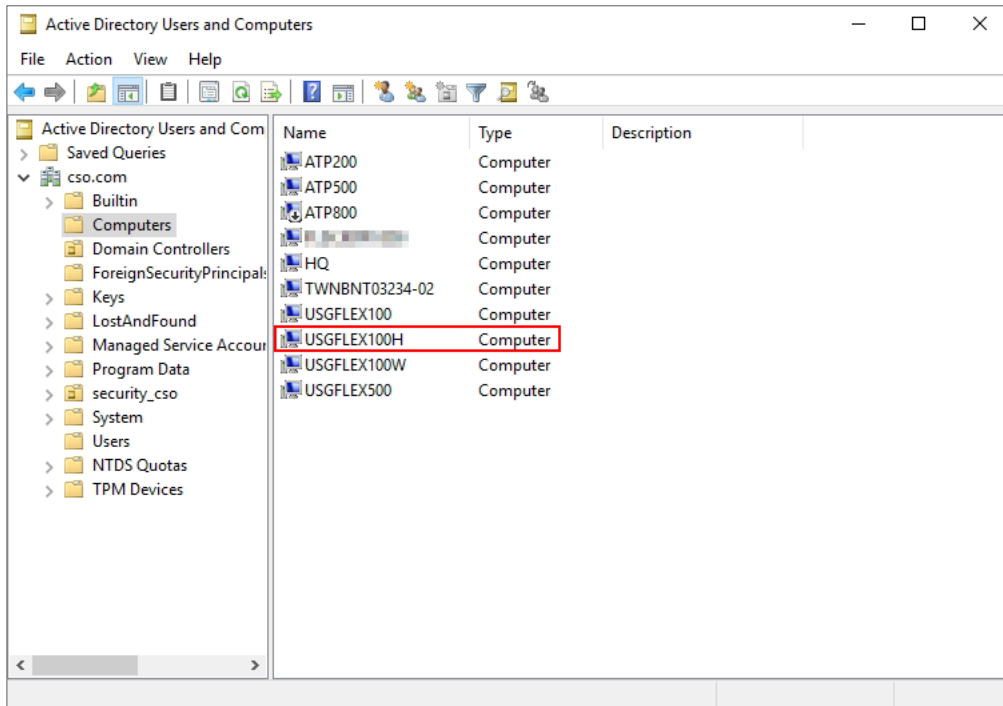 Active Directory Users and Computers
File Action View Help
Active Directory Users and Com
Saved Queries
cso.com
Builtin
Computers
Domain Controllers
ForeignSecurityPrincipals
Keys
LostAndFound
Managed Service Accoun
Program Data
security_cso
System
Users
NTDS Quotas
TPM Devices
Name Type Description
ATP200 Computer
ATP500 Computer
ATP800 Computer
Computer
HQ Computer
TWNBNT03234-02 Computer
USGFLEX100 Computer
USGFLEX100H Computer
USGFLEX100W Computer
USGFLEX500 Computer